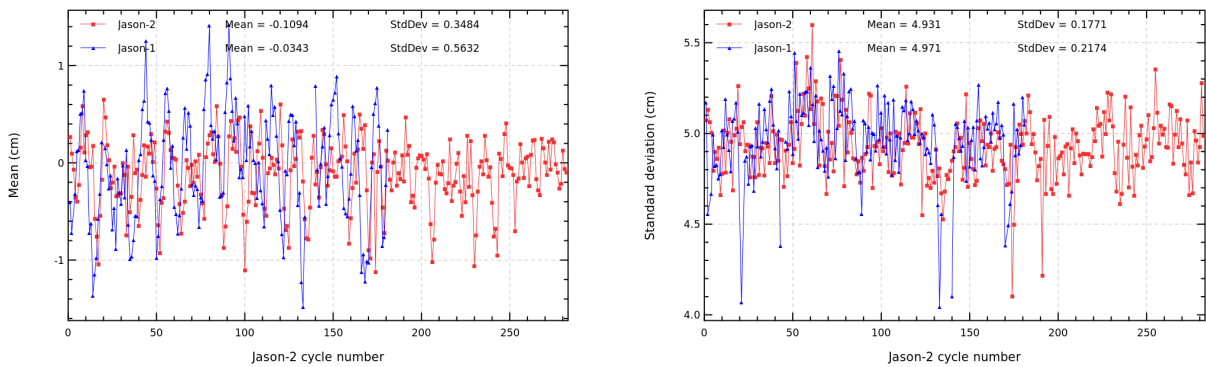 Jason-2 Mean = -0.1094 StdDev = 0.3484
Jason-1 Mean = -0.0343 StdDev = 0.5632
Mean (cm)
1
0
-1
0 50 100 150 200 250
Jason-2 cycle number
Jason-2 Mean = 4.931 StdDev = 0.1771
Jason-1 Mean = 4.971 StdDev = 0.2174
Standard deviation (cm)
5.5
5.0
4.5
4.0
0 50 100 150 200 250
Jason-2 cycle number